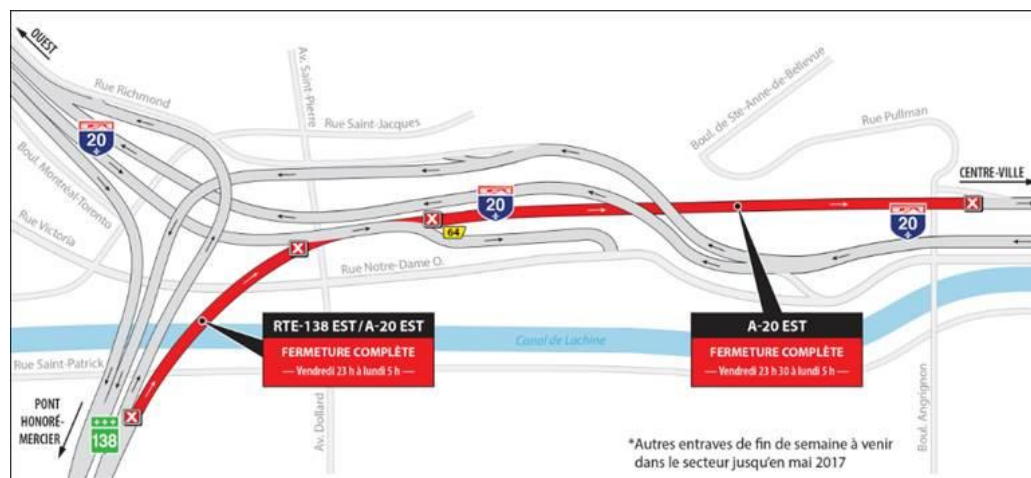 OUEST
Rue Richmond
Av. Saint-Pierre
Rue Saint-Jacques
Boul. de Ste-Anne-de-Bellevue
Rue Pullman
20
Boul. Montréal-Toronto
CENTRE-VILLE
20
20
64
Rue Victoria
Rue Notre-Dame O.
RTE-138 EST / A-20 EST
FERMETURE COMPLÈTE
— Vendredi 23 h à lundi 5 h —
A-20 EST
FERMETURE COMPLÈTE
— Vendredi 23 h 30 à lundi 5 h —
Canal de Lachine
Rue Saint-Patrick
PONT
HONORÉ-
MERCIER
138
Av. Dollard
Boul. Angrignon
*Autres entraves de fin de semaine à venir
dans le secteur jusqu'en mai 2017